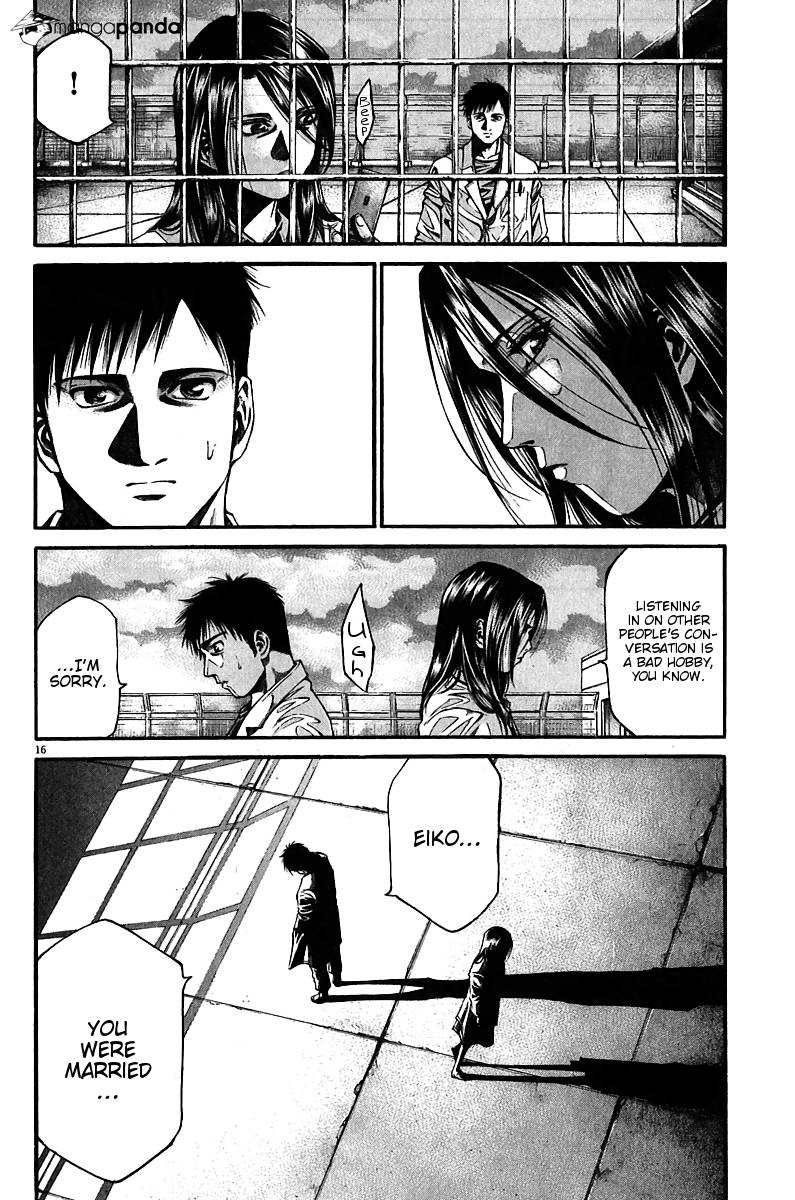 mangapanda
!
Beep
LISTENING
IN ON OTHER
PEOPLE'S CON-
VERSATION IS
A BAD HOBBY,
YOU KNOW.
UGh
...I'M
SORRY.
16
EIKO...
YOU
WERE
MARRIED
...